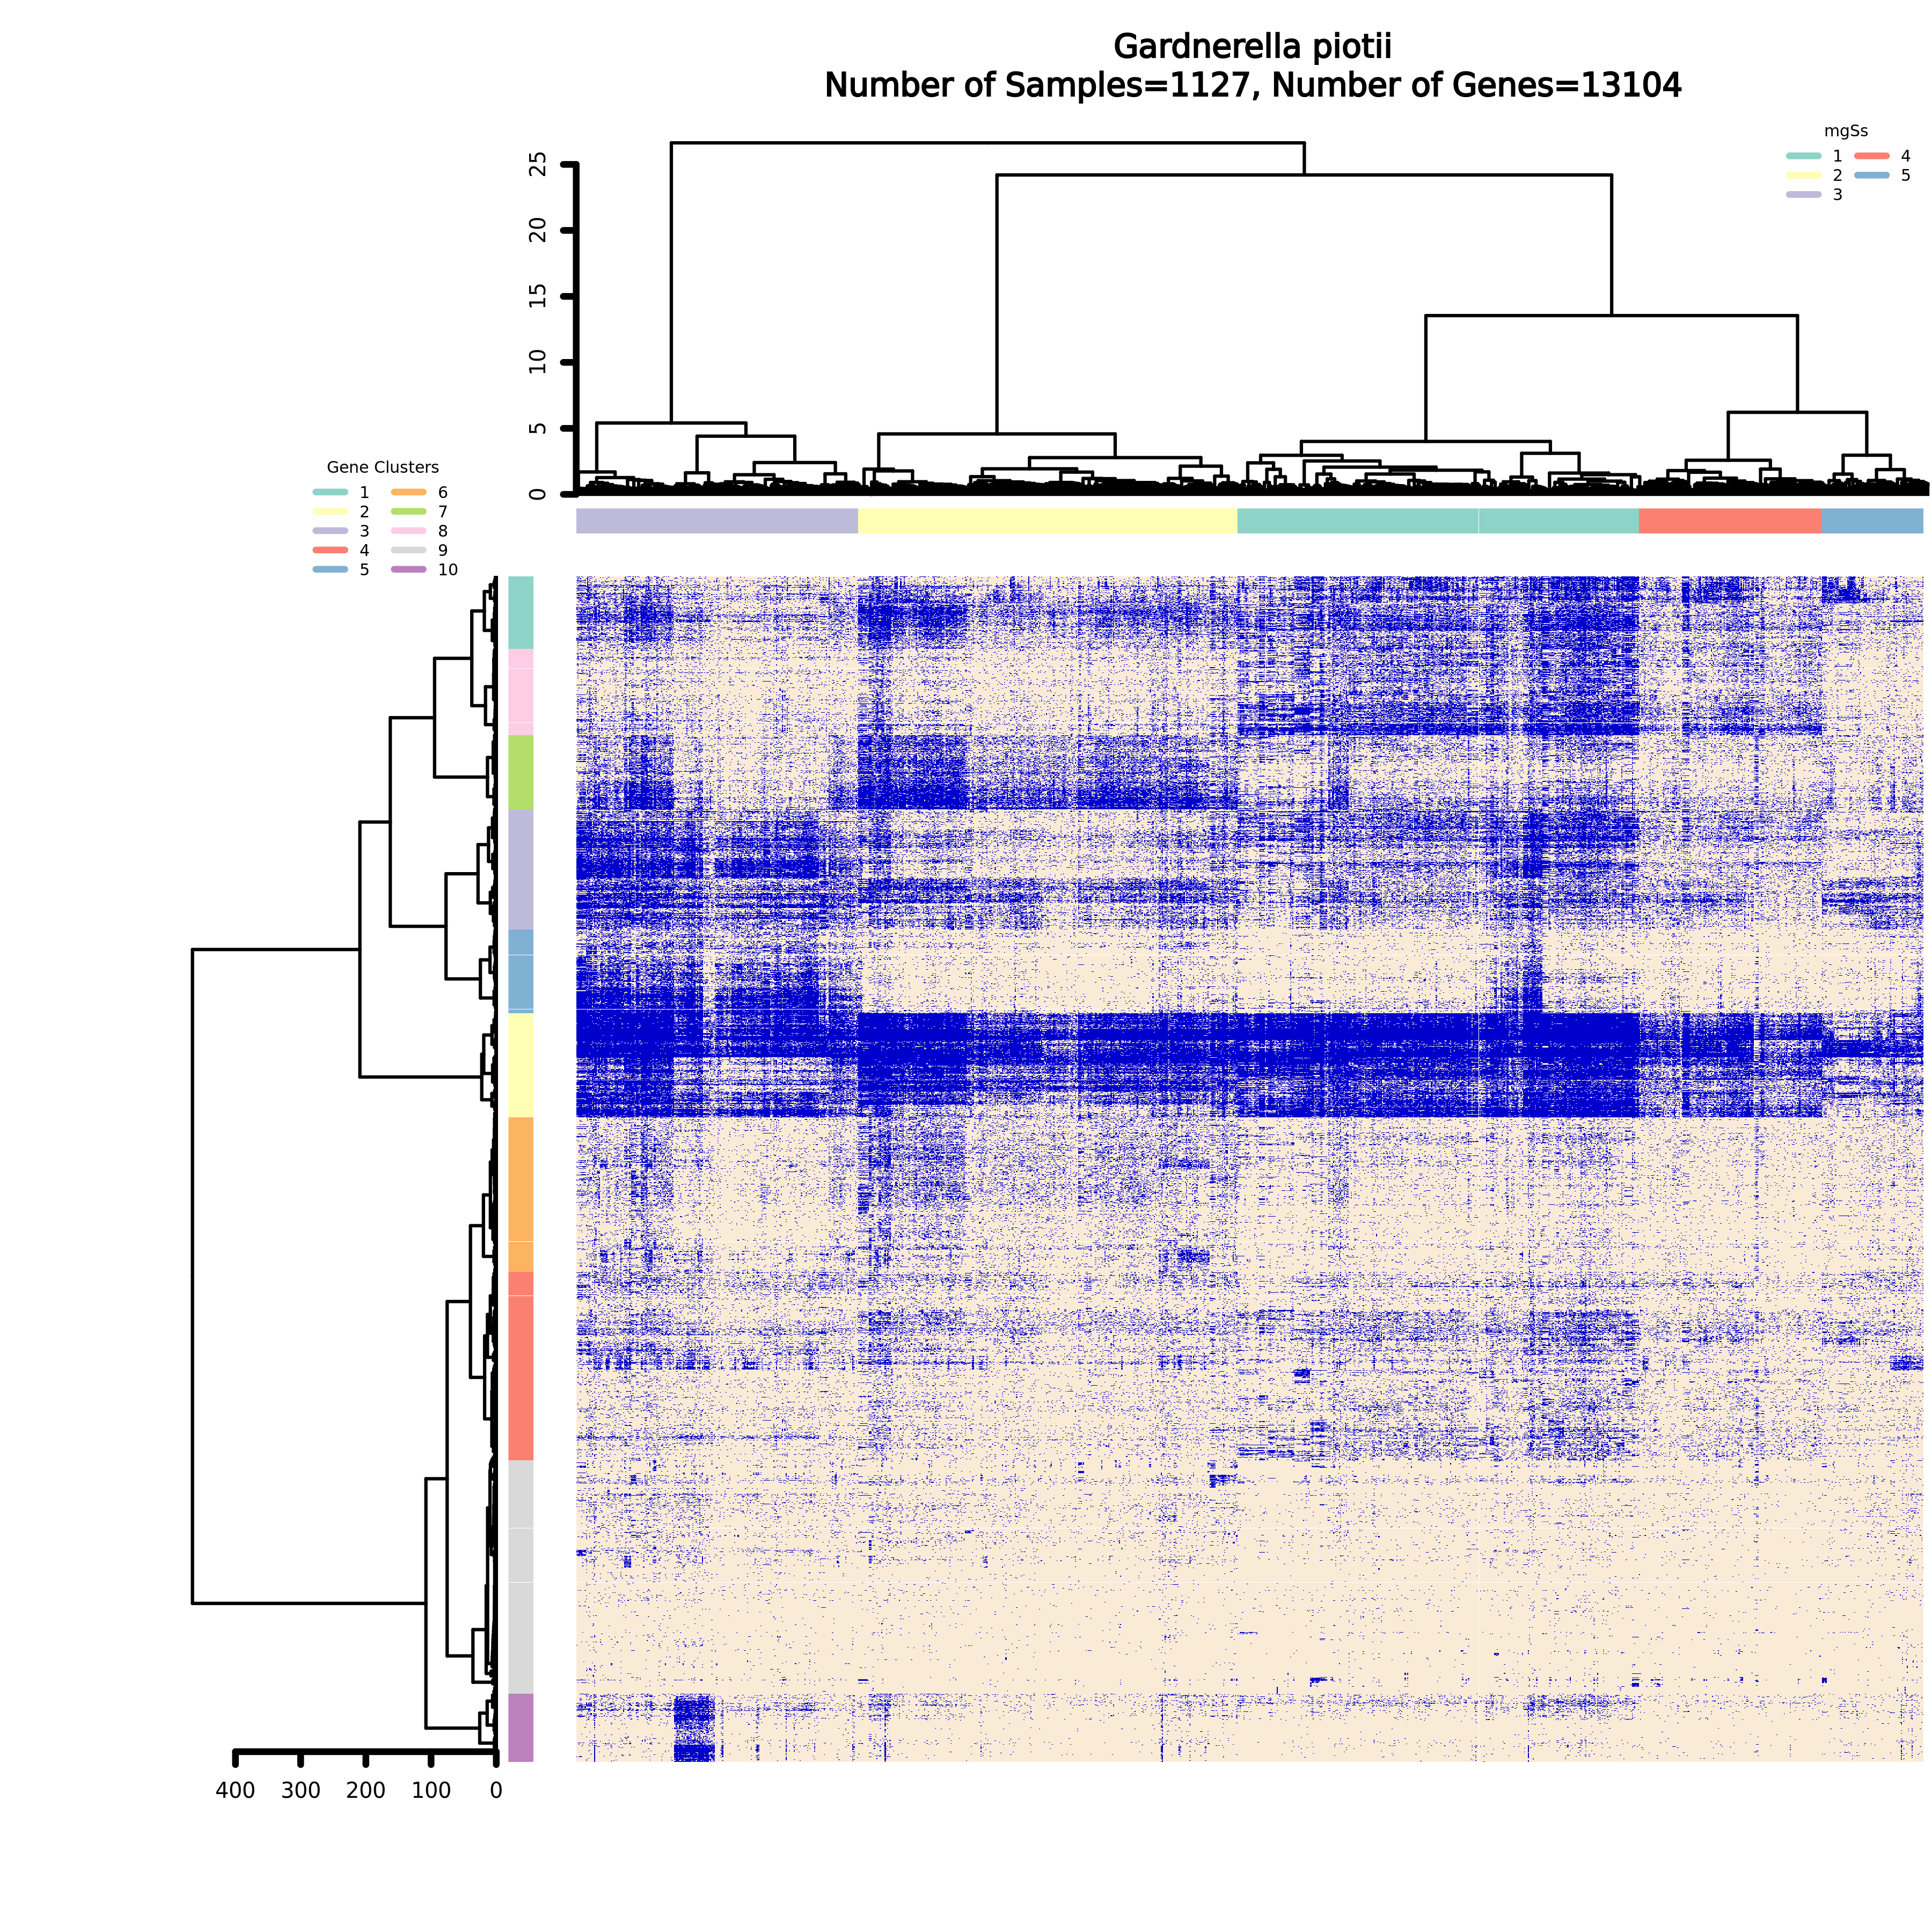 Gardnerella piotii
Number of Samples=1127, Number of Genes=13104
mgSs
1 4
2 5
3
25
20
15
10
5
0
Gene Clusters
1 6
2 7
3 8
4 9
5 10
400 300 200 100 0